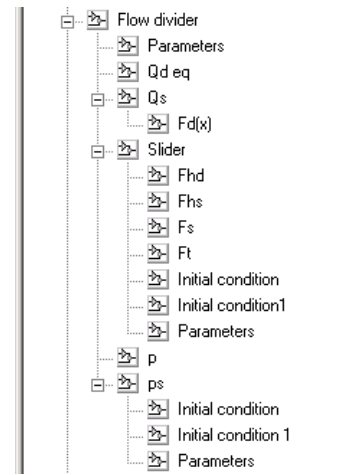 Flow divider
Parameters
Qd eq
Qs
Fd(x)
Slider
Fhd
Fhs
Fs
Ft
Initial condition
Initial condition1
Parameters
p
ps
Initial condition
Initial condition 1
Parameters